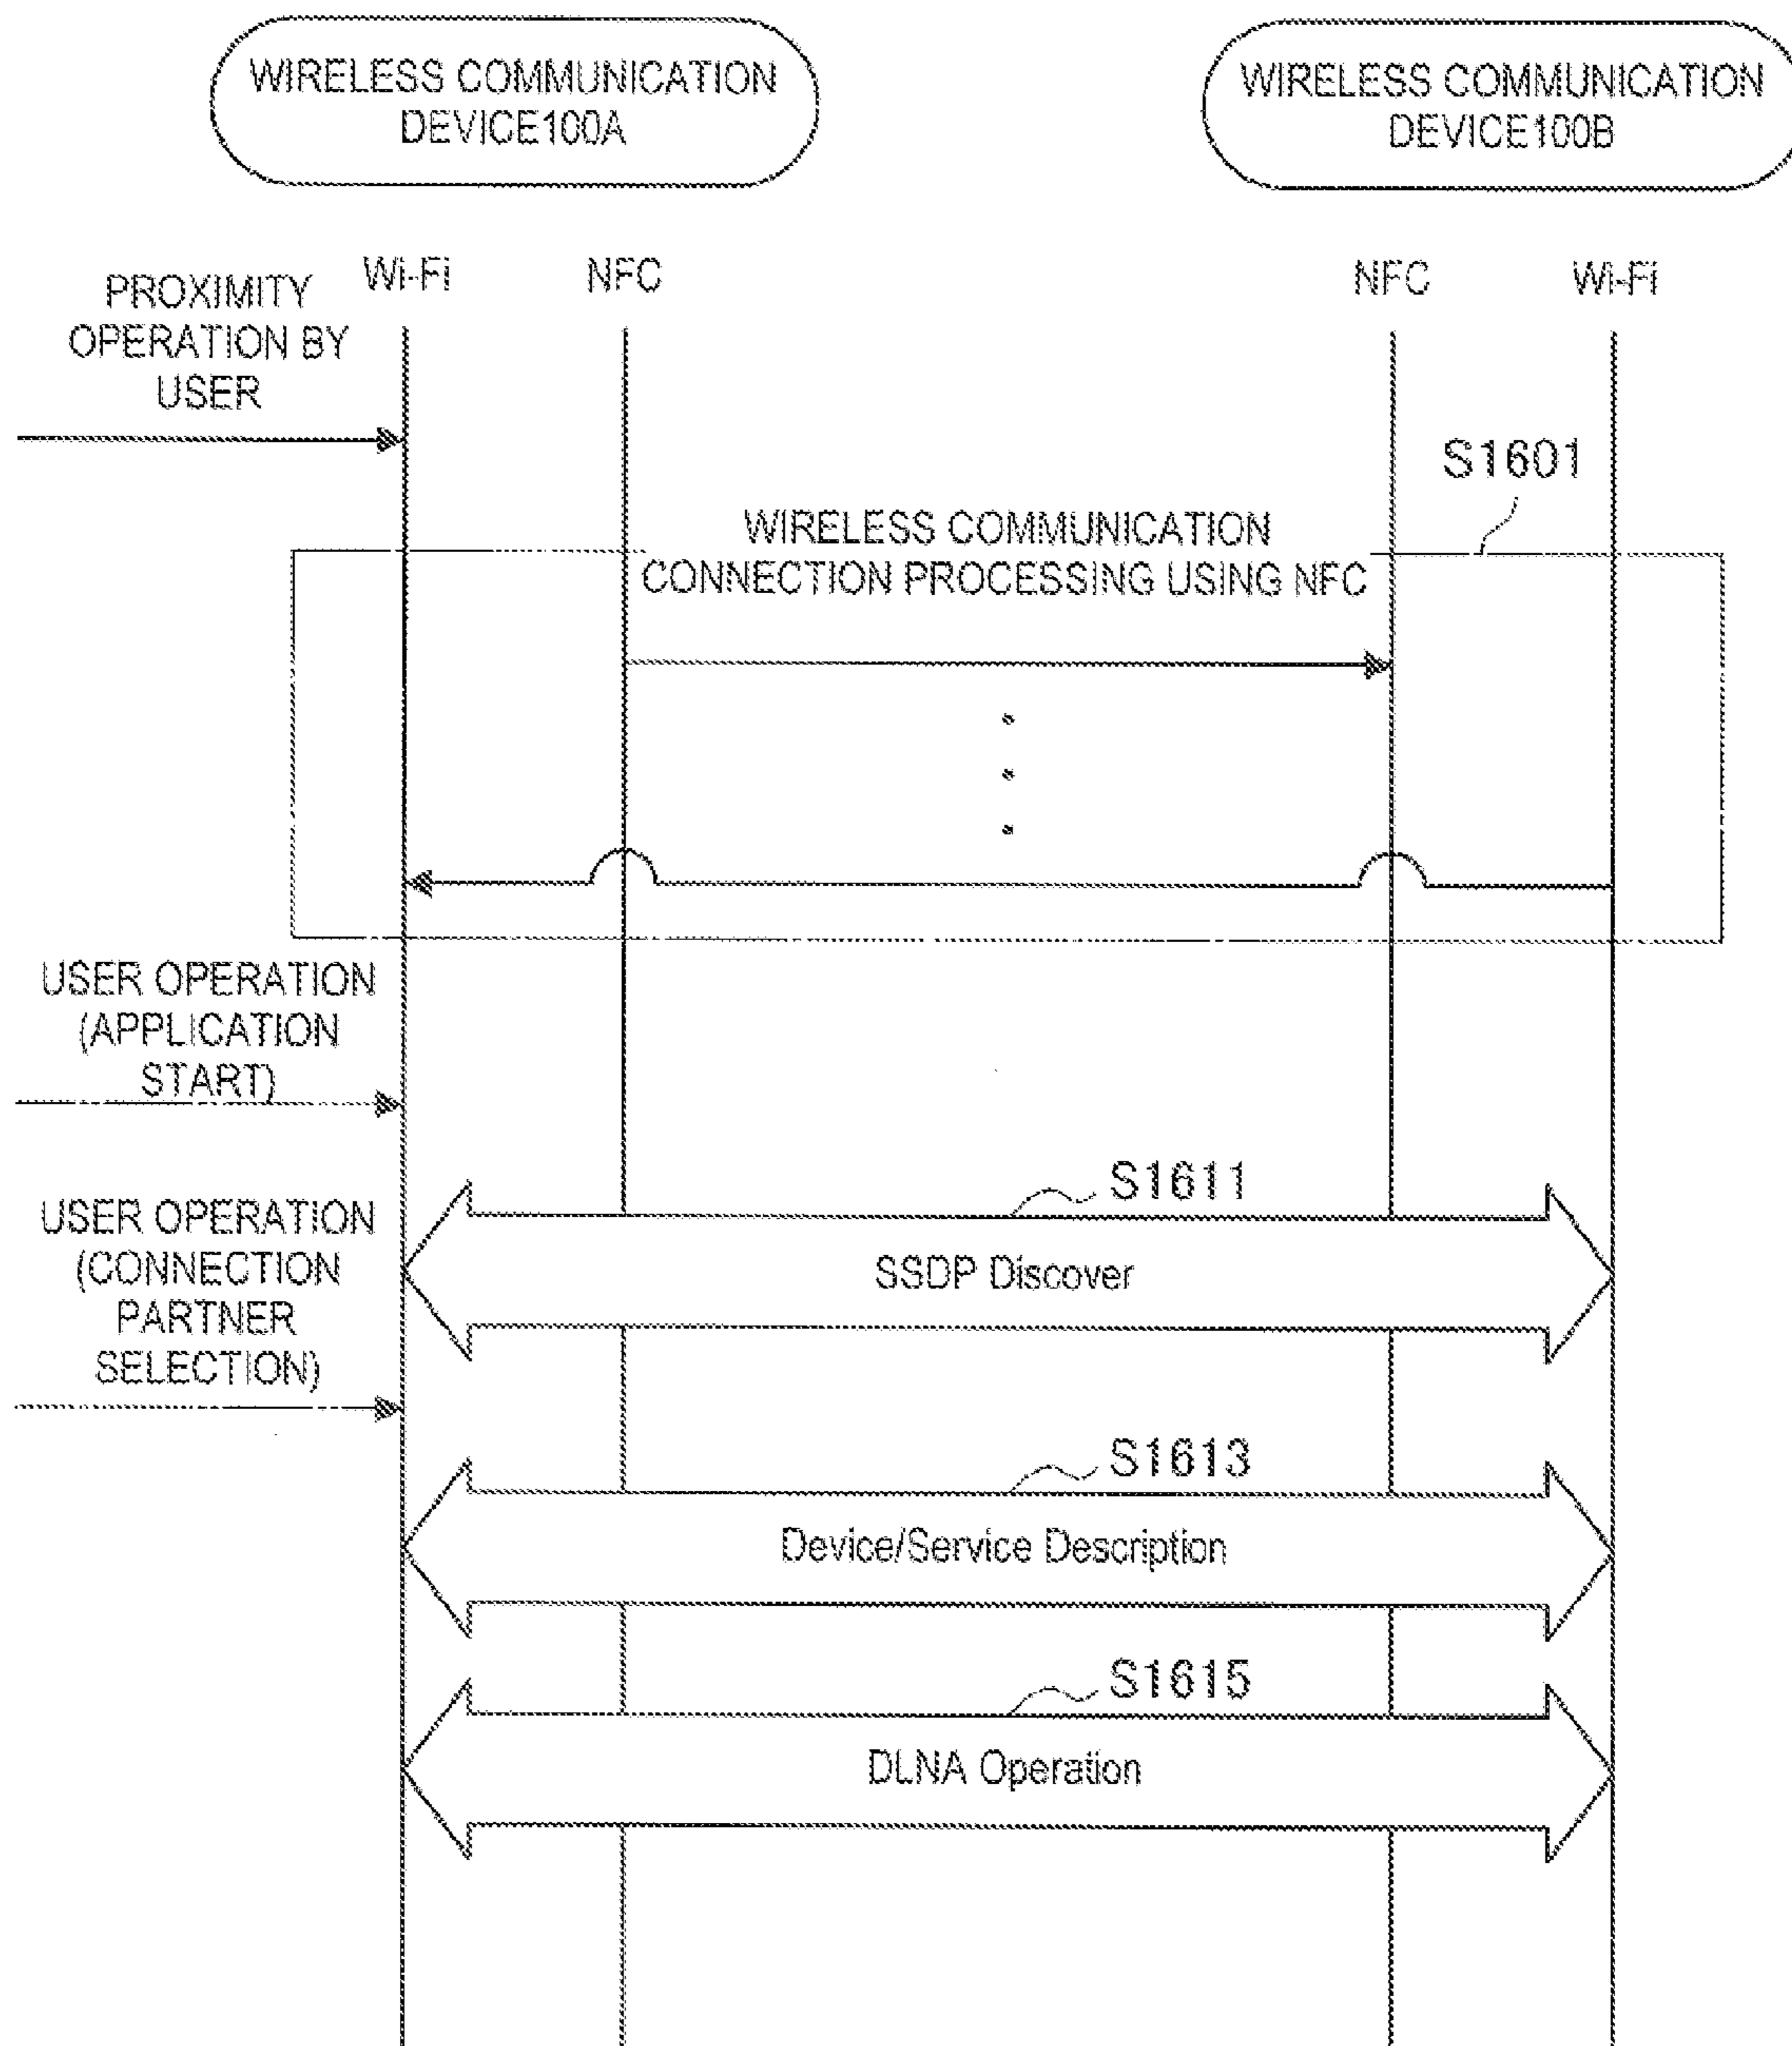 WIRELESS COMMUNICATION
DEVICE100A
WIRELESS COMMUNICATION
DEVICE100B
Wi-Fi
NFC
NFC
Wi-Fi
PROXIMITY
OPERATION BY
USER
S1601
WIRELESS COMMUNICATION
CONNECTION PROCESSING USING NFC
USER OPERATION
(APPLICATION
START)
S1611
SSDP Discover
USER OPERATION
(CONNECTION
PARTNER
SELECTION)
S1613
Device/Service Description
S1615
DLNA Operation